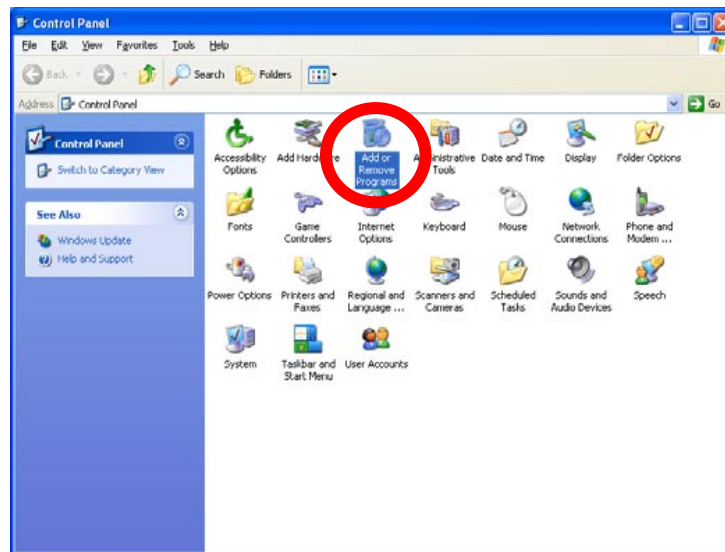 Control Panel
File Edit View Favorites Tools Help
Back Search Folders
Address Control Panel Go
Control Panel
Switch to Category View
See Also
Windows Update
Help and Support
Accessibility Options
Add Hardware
Add or Remove Programs
Administrative Tools
Date and Time
Display
Folder Options
Fonts
Game Controllers
Internet Options
Keyboard
Mouse
Network Connections
Phone and Modem ...
Power Options
Printers and Faxes
Regional and Language ...
Scanners and Cameras
Scheduled Tasks
Sounds and Audio Devices
Speech
System
Taskbar and Start Menu
User Accounts